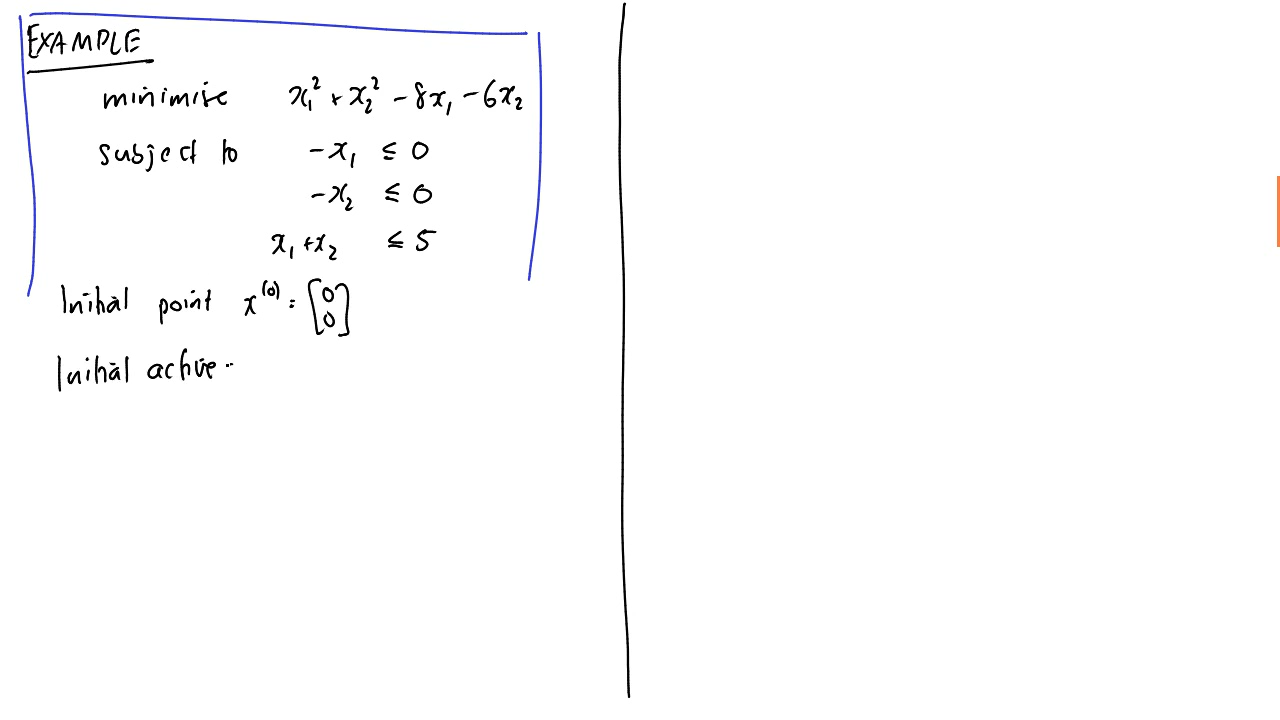 EXAMPLE
minimise x₁² + x₂² - 8x₁ - 6x₂
subject to -x₁ ≤ 0
-x₂ ≤ 0
x₁ + x₂ ≤ 5
Initial point x⁽⁰⁾ = [0 0]
Initial active